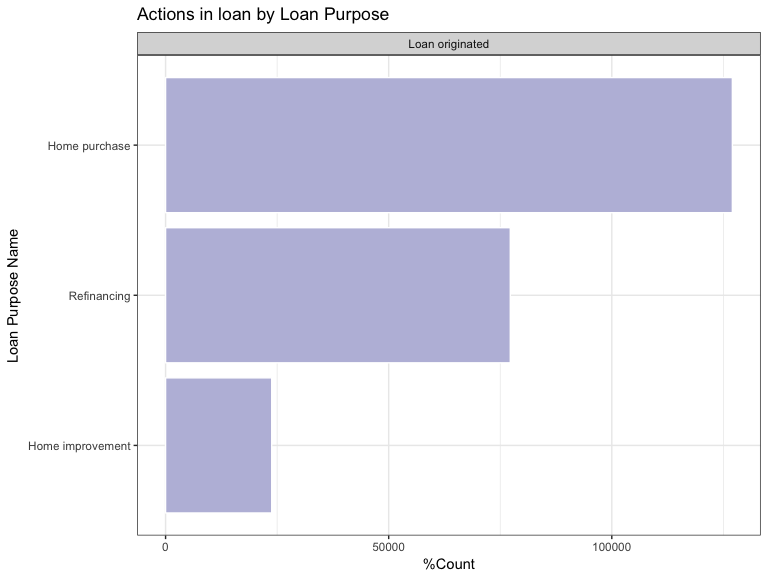 Actions in loan by Loan Purpose
Loan originated
Home purchase
Refinancing
Home improvement
Loan Purpose Name
0
50000
100000
%Count